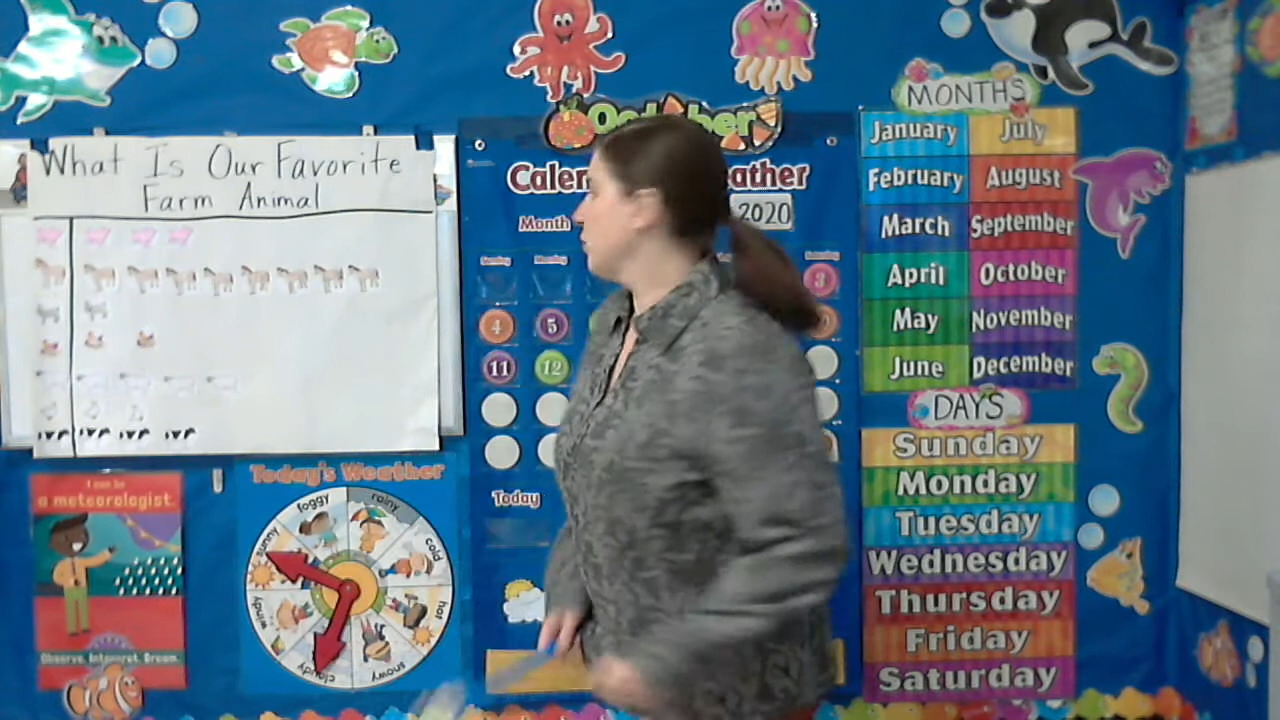 What Is Our Favorite
Farm Animal
October
Calen
eather
Month
2020
3
4
5
11
12
Today
MONTHS
January
July
February
August
March
September
April
October
May
November
June
December
DAYS
Sunday
Monday
Tuesday
Wednesday
Thursday
Friday
Saturday
I can be
a meteorologist.
Observe. Interpret. Dream.
Today's Weather
foggy
rainy
sunny
cold
windy
hot
cloudy
snowy